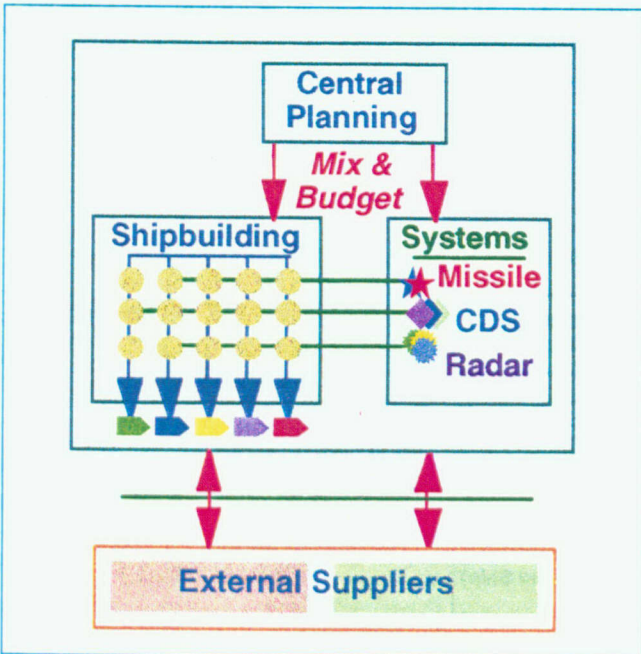 Central
Planning
Mix &
Budget
Shipbuilding
Systems
Missile
CDS
Radar
External Suppliers